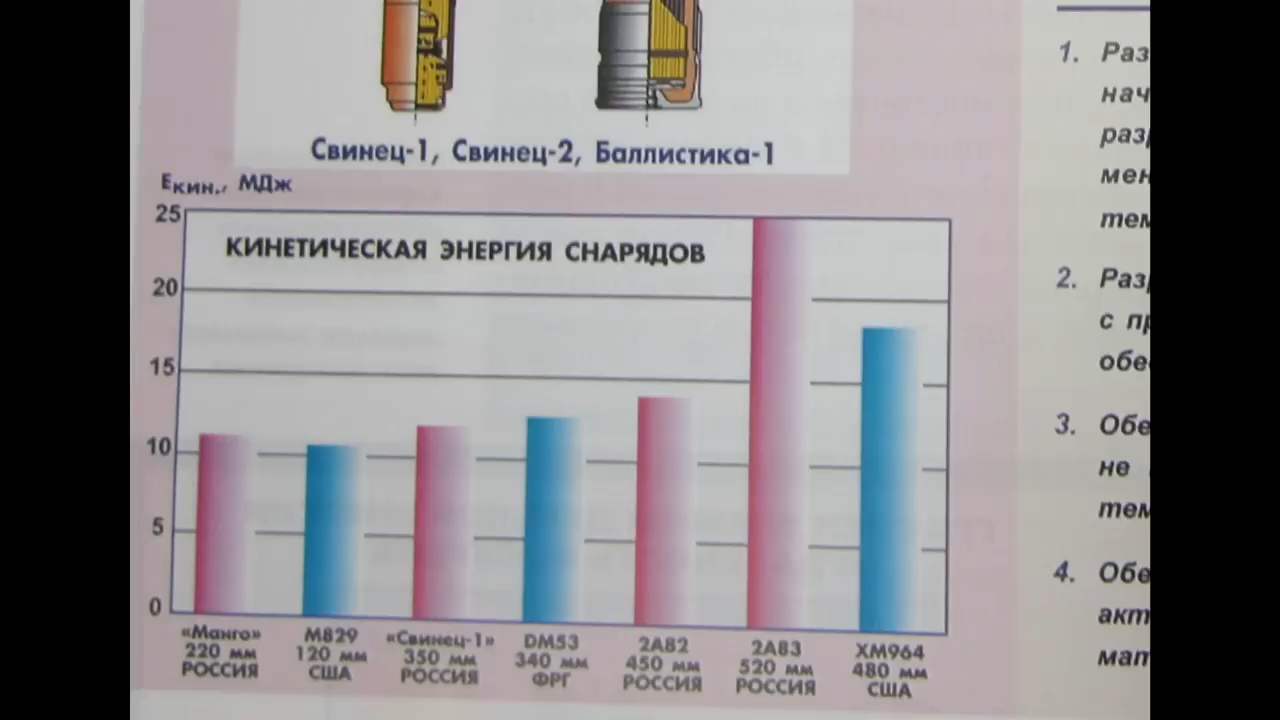 Свинец-1, Свинец-2, Баллистика-1
Екин., МДж
25
КИНЕТИЧЕСКАЯ ЭНЕРГИЯ СНАРЯДОВ
20
15
10
5
0
«Манго»
220 мм
РОССИЯ
М829
120 мм
США
«Свинец-1»
350 мм
РОССИЯ
DM53
340 мм
ФРГ
2А82
450 мм
РОССИЯ
2А83
520 мм
РОССИЯ
ХМ964
480 мм
США
1. Раз
нач
раз
мен
тем
2. Раз
с пр
обе
3. Обе
не
тем
4. Обе
акт
мат